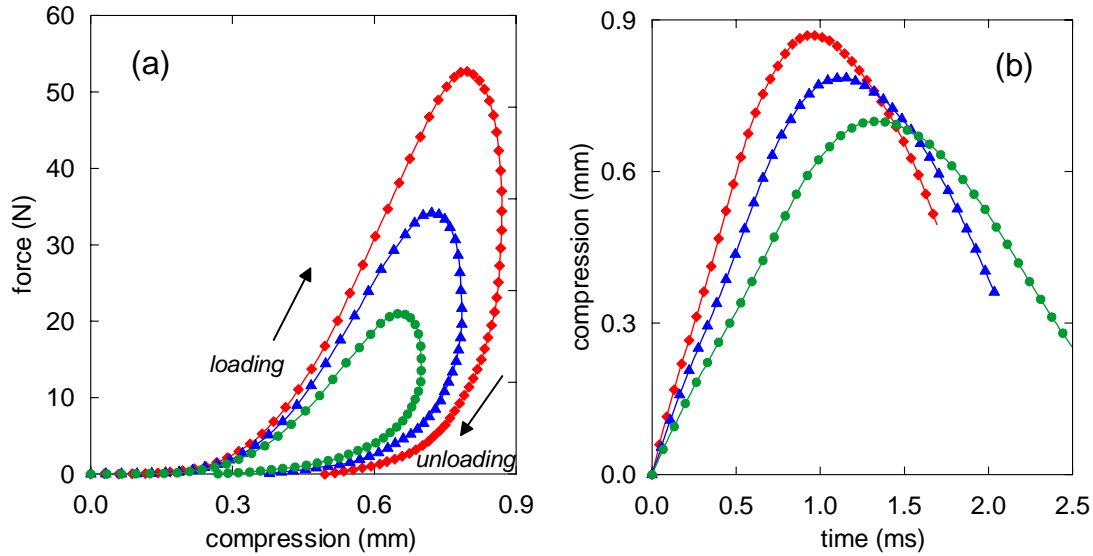 (a)
force (N)
60
50
40
30
20
10
0
loading
unloading
0.0 0.3 0.6 0.9
compression (mm)
(b)
compression (mm)
0.9
0.6
0.3
0.0
0.0 0.5 1.0 1.5 2.0 2.5
time (ms)